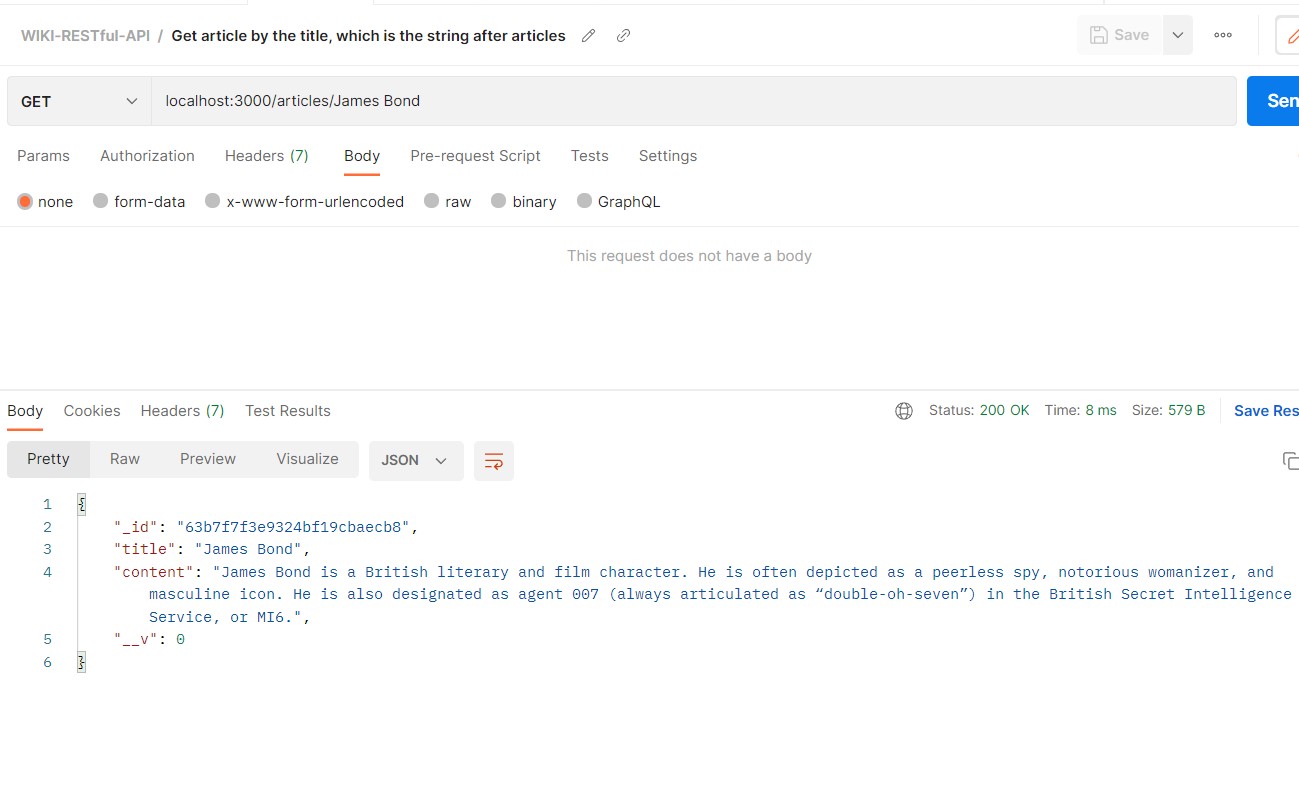 WIKI-RESTful-API / Get article by the title, which is the string after articles
Save
GET
localhost:3000/articles/James Bond
Sen
Params Authorization Headers (7) Body Pre-request Script Tests Settings
none form-data x-www-form-urlencoded raw binary GraphQL
This request does not have a body
Body Cookies Headers (7) Test Results
Status: 200 OK Time: 8 ms Size: 579 B Save Res
Pretty Raw Preview Visualize JSON
1 {
2 "_id": "63b7f7f3e9324bf19cbaecb8",
3 "title": "James Bond",
4 "content": "James Bond is a British literary and film character. He is often depicted as a peerless spy, notorious womanizer, and
masculine icon. He is also designated as agent 007 (always articulated as “double-oh-seven”) in the British Secret Intelligence
Service, or MI6.",
5 "__v": 0
6 }